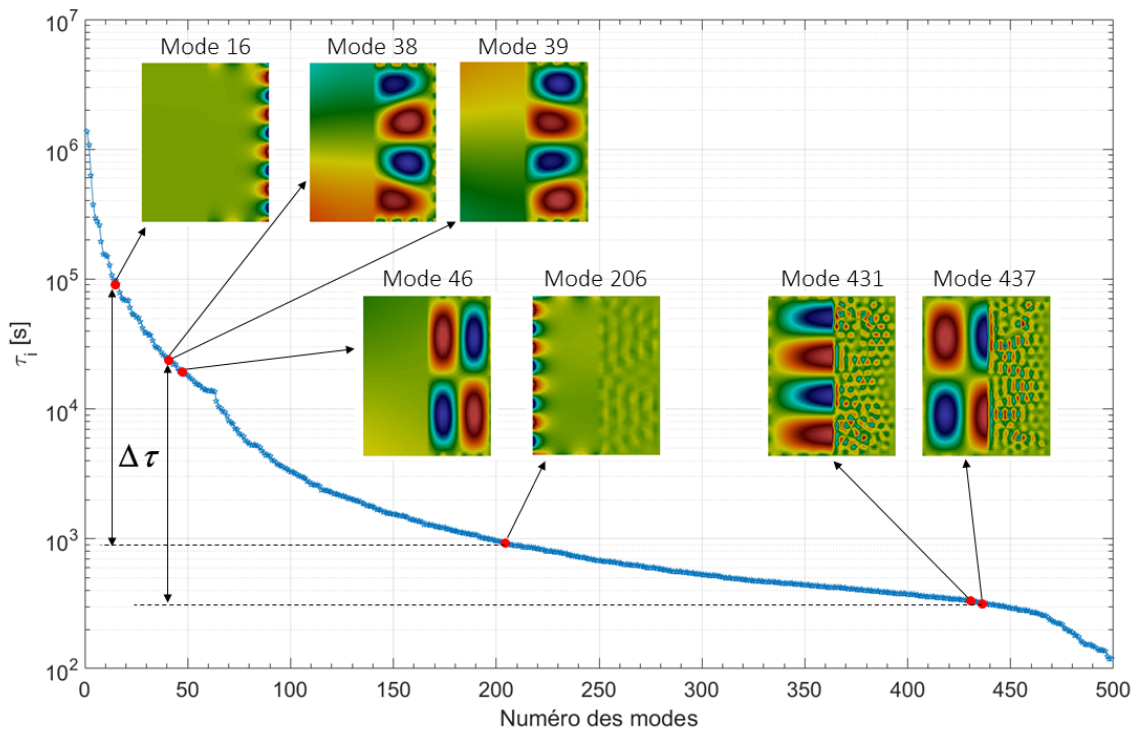 10^7
Mode 16
Mode 38
Mode 39
10^6
10^5
Mode 46
Mode 206
Mode 431
Mode 437
τ_i [s]
10^4
Δ τ
10^3
10^2
0 50 100 150 200 250 300 350 400 450 500
Numéro des modes